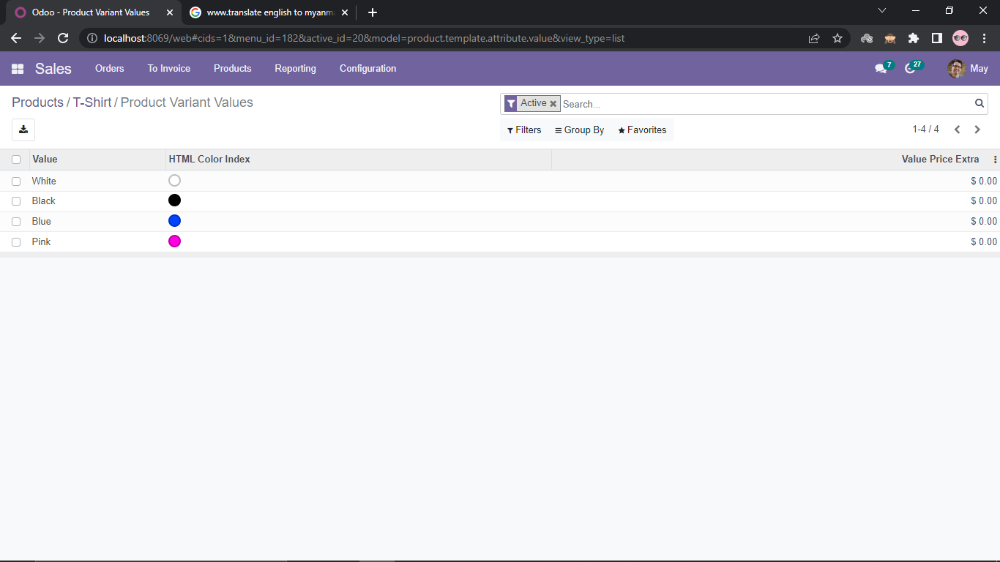 Odoo - Product Variant Values
www.translate english to myanm
localhost:8069/web#cids=1&menu_id=182&active_id=20&model=product.template.attribute.value&view_type=list
Sales Orders To Invoice Products Reporting Configuration 7 27 May
Products / T-Shirt / Product Variant Values
Active Search...
Filters Group By Favorites 1-4 / 4
Value HTML Color Index Value Price Extra
White $ 0.00
Black $ 0.00
Blue $ 0.00
Pink $ 0.00